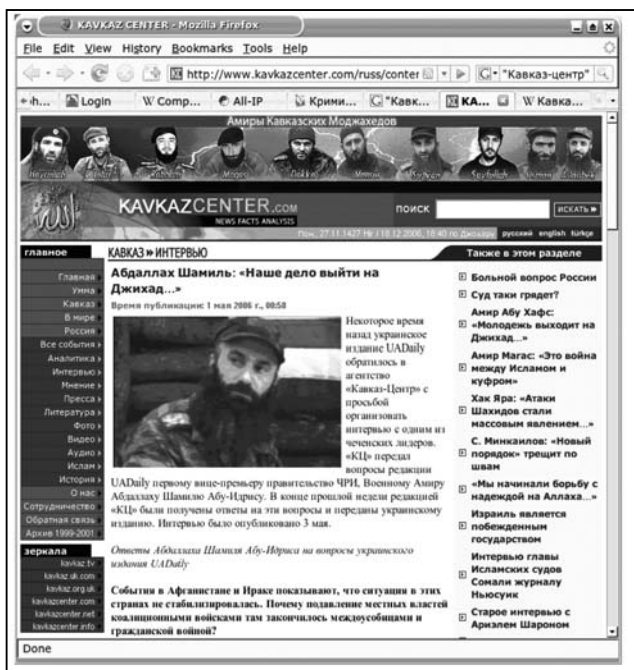 KAVKAZ CENTER - Mozilla Firefox
File Edit View History Bookmarks Tools Help
http://www.kavkazcenter.com/russ/conter "Кавказ-центр"
h... Login W Comp... All-IP Крими... "Кавк... КА... W Кавка...
Амиры Кавказских Моджахедов
KAVKAZCENTER.COM
NEWS FACTS ANALYSIS
поиск ИСКАТЬ
русский english türkçe
главное
Главная
Умма
Кавказ
В мире
Россия
Все события
Аналитика
Интервью
Мнение
Пресса
Литература
Фото
Видео
Аудио
Ислам
История
О нас
Сотрудничество
Обратная связь
Архив 1999-2001
зеркала
kavkaz.tv
kavkaz.uk.com
kavkaz.org.uk
kavkazcenter.com
kavkazcenter.net
kavkazcenter.info
КАВКАЗ » ИНТЕРВЬЮ
Абдаллах Шамиль: «Наше дело выйти на
Джихад...»
Время публикации: 1 мая 2006 г., 00:58
Некоторое время
назад украинское
издание UADaily
обратилось в
агентство
«Кавказ-Центр» с
просьбой
организовать
интервью с одним из
чеченских лидеров.
«КЦ» передал
вопросы редакции
UADaily первому вице-премьеру правительство ЧРИ, Военному Амиру
Абдаллаху Шамилю Абу-Идрису. В конце прошлой недели редакцией
«КЦ» были получены ответы на эти вопросы и переданы украинскому
изданию. Интервью было опубликовано 3 мая.
Ответы Абдаллаха Шамиля Абу-Идриса на вопросы украинского
издания UADaily
События в Афганистане и Ираке показывают, что ситуация в этих
странах не стабилизировалась. Почему подавление местных властей
коалиционными войсками там закончилось междоусобицами и
гражданской войной?
Также в этом разделе
Больной вопрос России
Суд таки грядет?
Амир Абу Хафс:
«Молодежь выходит на
Джихад...»
Амир Магас: «Это война
между Исламом и
куфром»
Хак Яра: «Атаки
Шахидов стали
массовым явлением...»
С. Минкаилов: «Новый
порядок» трещит по
швам
«Мы начинали борьбу с
надеждой на Аллаха...»
Израиль является
побежденным
государством
Интервью главы
Исламских судов
Сомали журналу
Ньюсуик
Старое интервью с
Ариэлем Шароном
Done